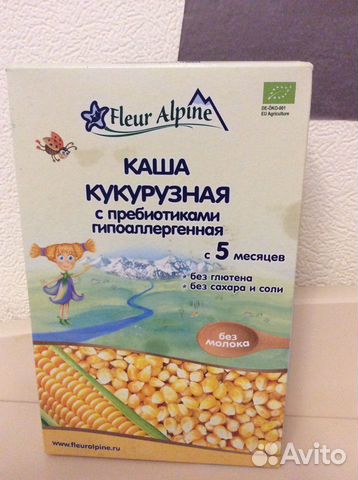 Fleur Alpine
DE-ÖKO-001
EU Agriculture
КАША
КУКУРУЗНАЯ
с пребиотиками
гипоаллергенная
с 5 месяцев
без глютена
без сахара и соли
без
молока
www.fleuralpine.ru
Avito